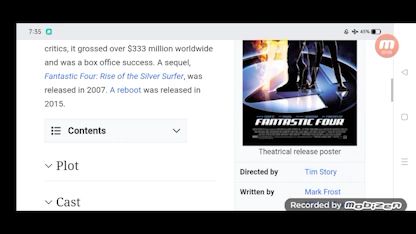 7:35
45%
critics, it grossed over $333 million worldwide
and was a box office success. A sequel,
Fantastic Four: Rise of the Silver Surfer, was
released in 2007. A reboot was released in
2015.
Contents
Plot
Cast
FANTASTIC FOUR
Theatrical release poster
Directed by Tim Story
Written by Mark Frost
Recorded by Mobizen